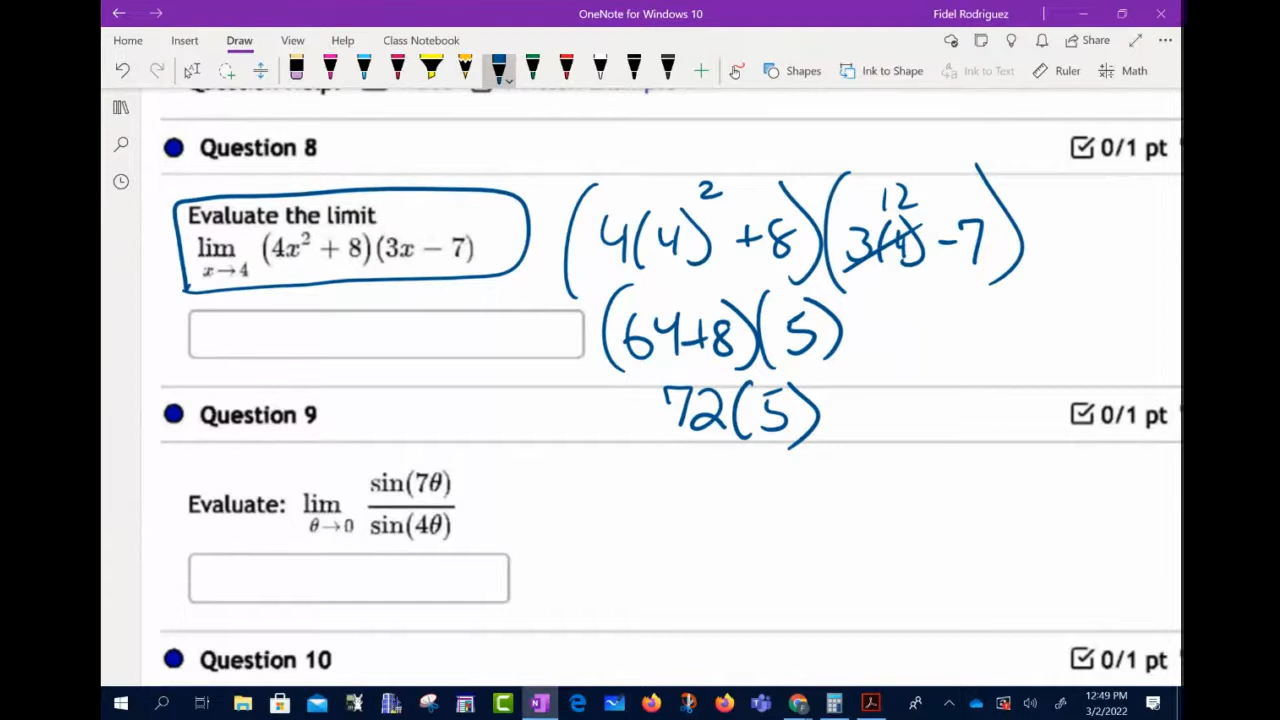 OneNote for Windows 10
Fidel Rodriguez
Home Insert Draw View Help Class Notebook
Share
Shapes Ink to Shape Ink to Text Ruler Math
Question 8
0/1 pt
Evaluate the limit
lim x→4 (4x² + 8)(3x − 7)
(4(4)² +8)(3(4) -7)
12
(64+8)(5)
72(5)
Question 9
0/1 pt
Evaluate: lim θ→0 sin(7θ) / sin(4θ)
Question 10
0/1 pt
12:49 PM
3/2/2022